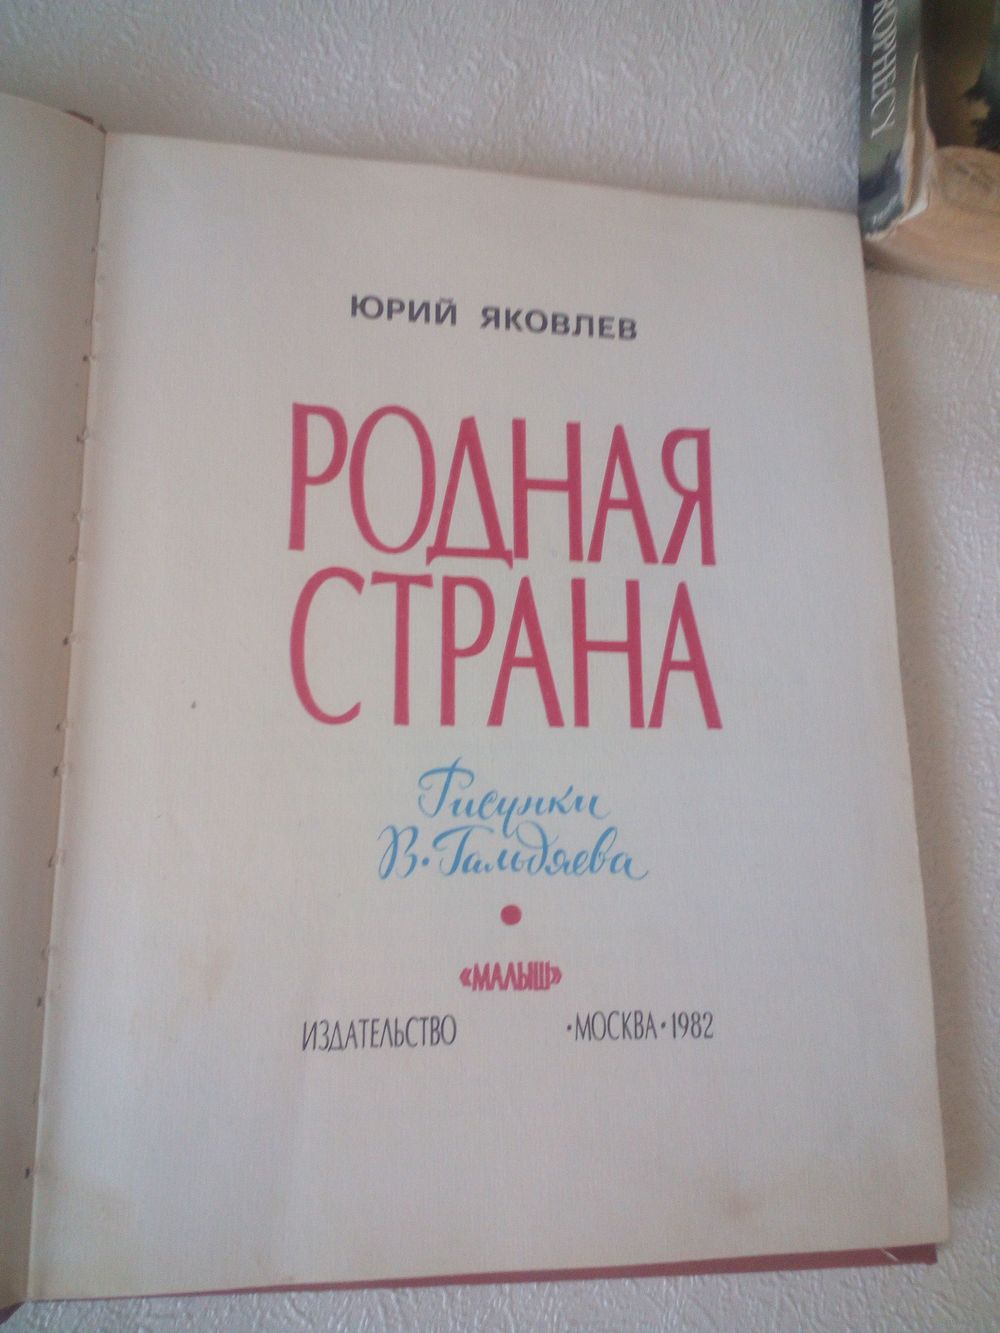 ЮРИЙ ЯКОВЛЕВ
РОДНАЯ
СТРАНА
Рисунки
В. Гальдяева
«МАЛЫШ»
ИЗДАТЕЛЬСТВО •МОСКВА•1982